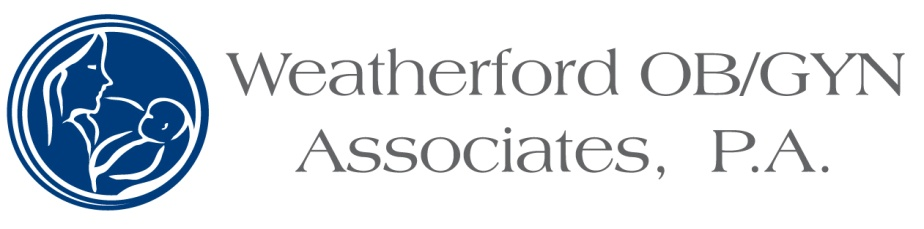 Weatherford OB/GYN
Associates, P.A.